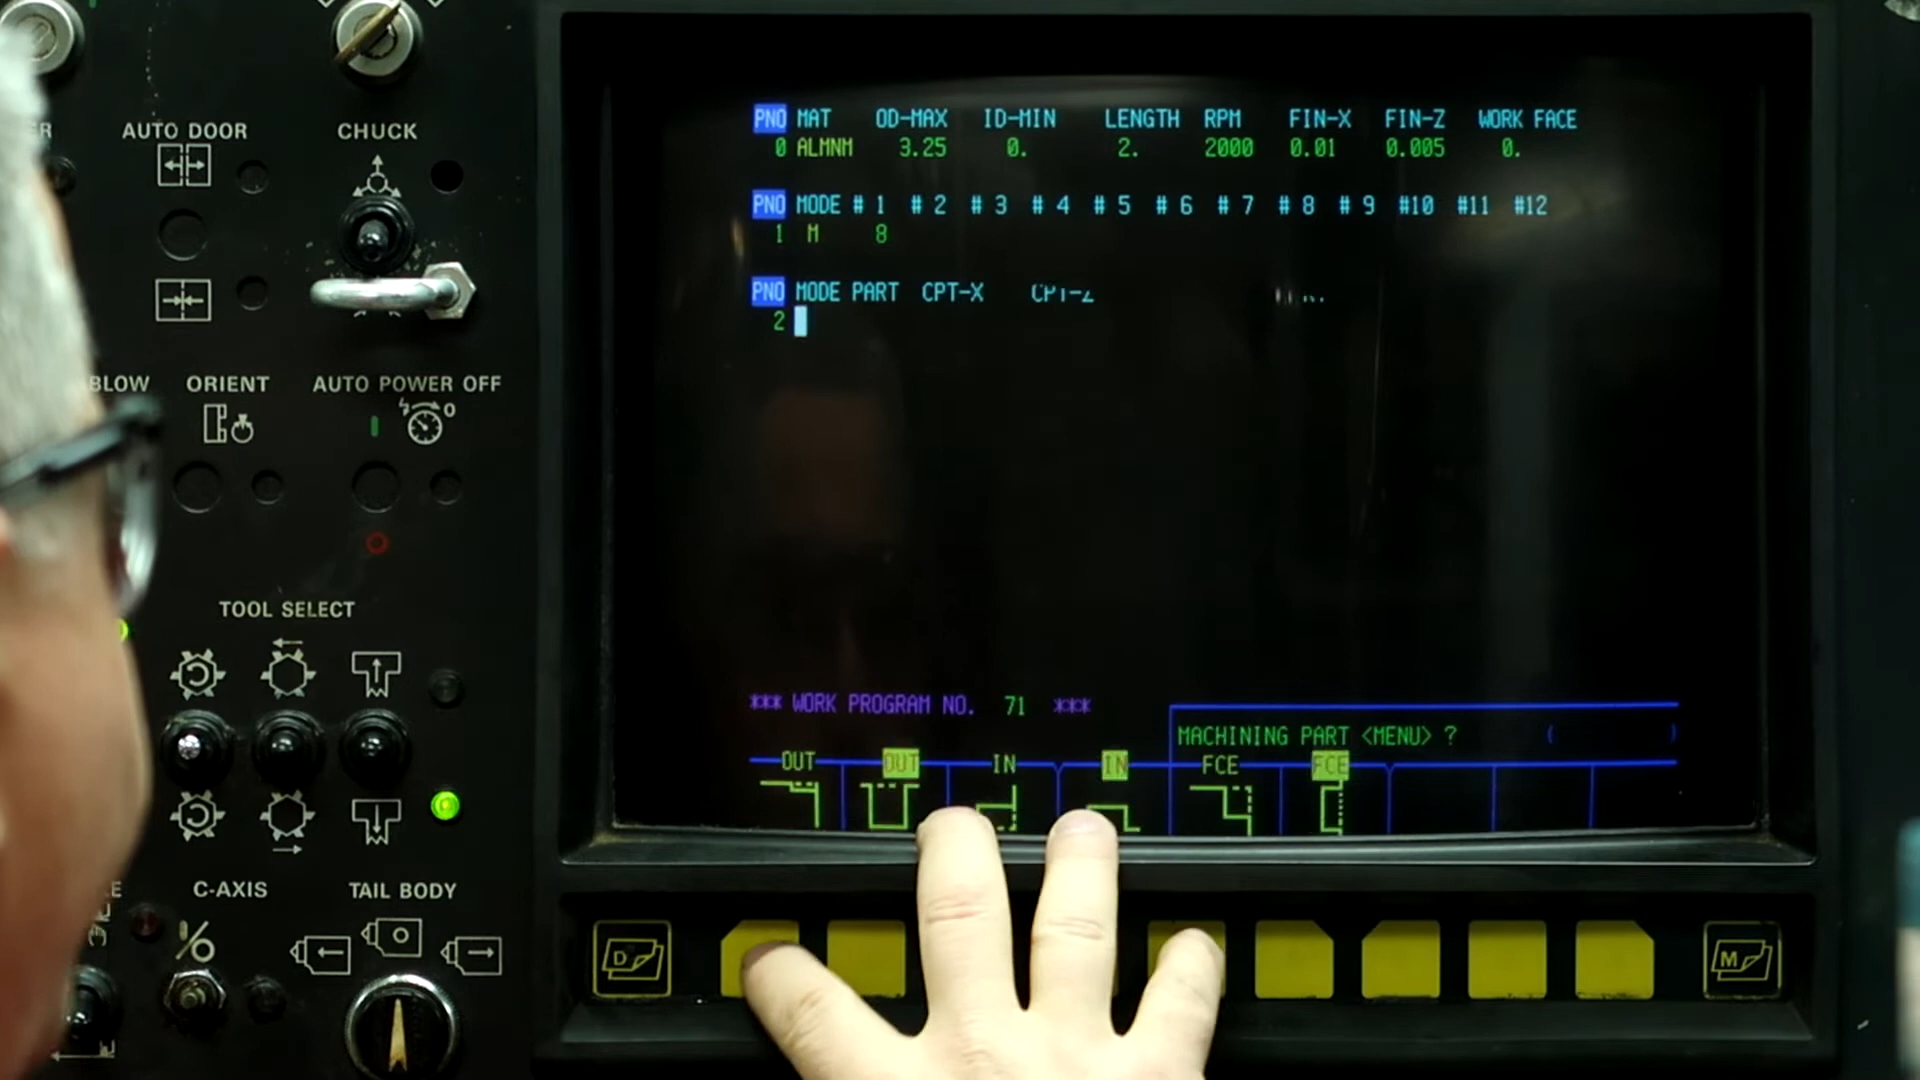 AUTO DOOR
CHUCK
BLOW
ORIENT
AUTO POWER OFF
TOOL SELECT
C-AXIS
TAIL BODY
PNO MAT OD-MAX ID-MIN LENGTH RPM FIN-X FIN-Z WORK FACE
0 ALMNM 3.25 0. 2. 2000 0.01 0.005 0.
PNO MODE # 1 # 2 # 3 # 4 # 5 # 6 # 7 # 8 # 9 #10 #11 #12
1 M 8
PNO MODE PART CPT-X CPT-Z
2
*** WORK PROGRAM NO. 71 ***
MACHINING PART <MENU> ? ( )
OUT OUT IN IN FCE FCE
D
M